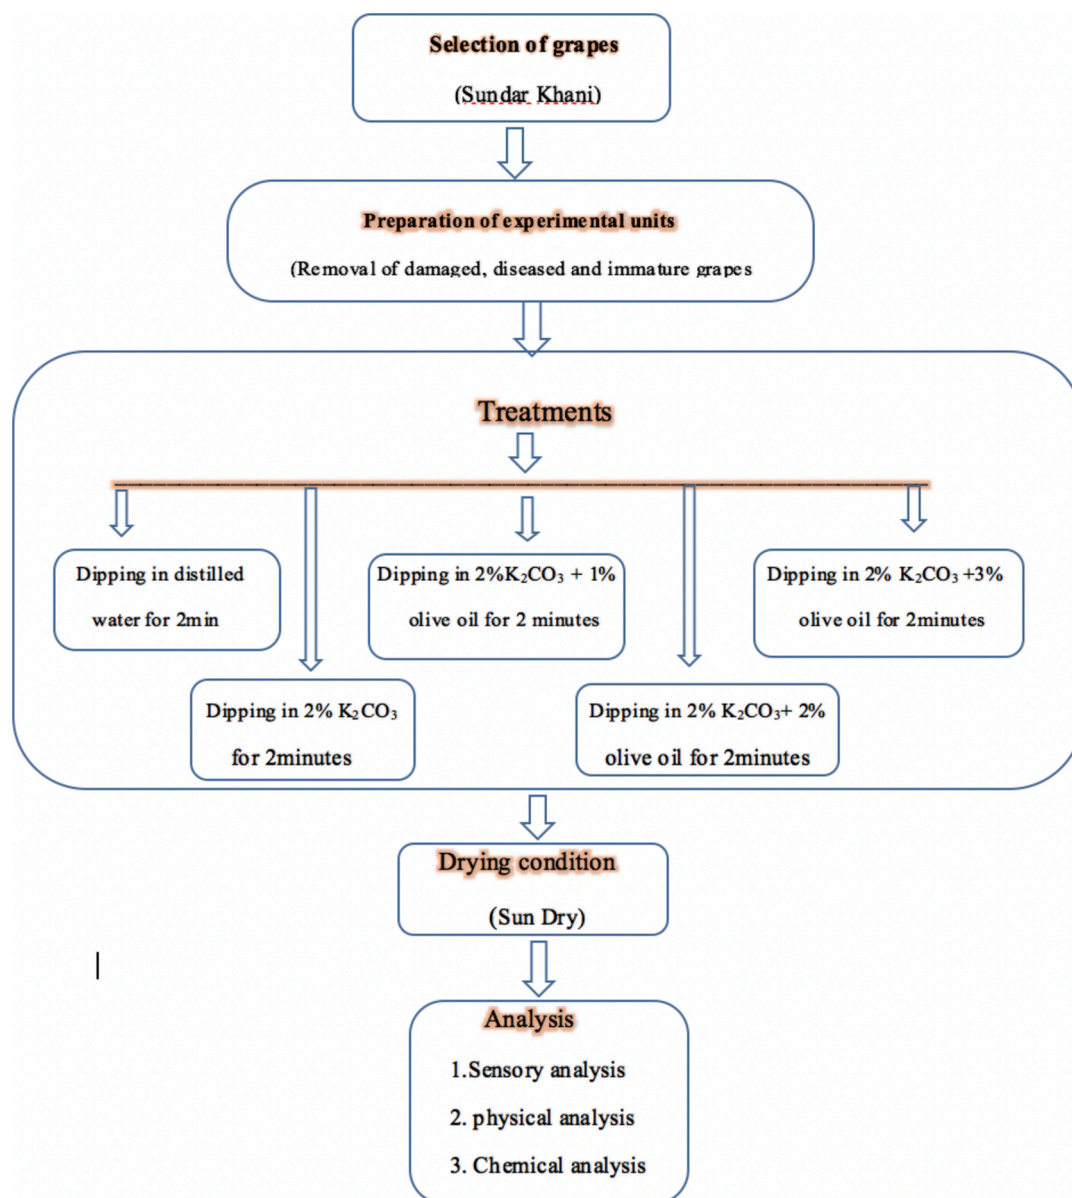 Selection of grapes
(Sundar Khani)
Preparation of experimental units
(Removal of damaged, diseased and immature grapes
Treatments
Dipping in distilled
water for 2min
Dipping in 2% K₂CO₃
for 2minutes
Dipping in 2%K₂CO₃ + 1%
olive oil for 2 minutes
Dipping in 2% K₂CO₃+ 2%
olive oil for 2minutes
Dipping in 2% K₂CO₃ +3%
olive oil for 2minutes
Drying condition
(Sun Dry)
Analysis
1.Sensory analysis
2. physical analysis
3. Chemical analysis